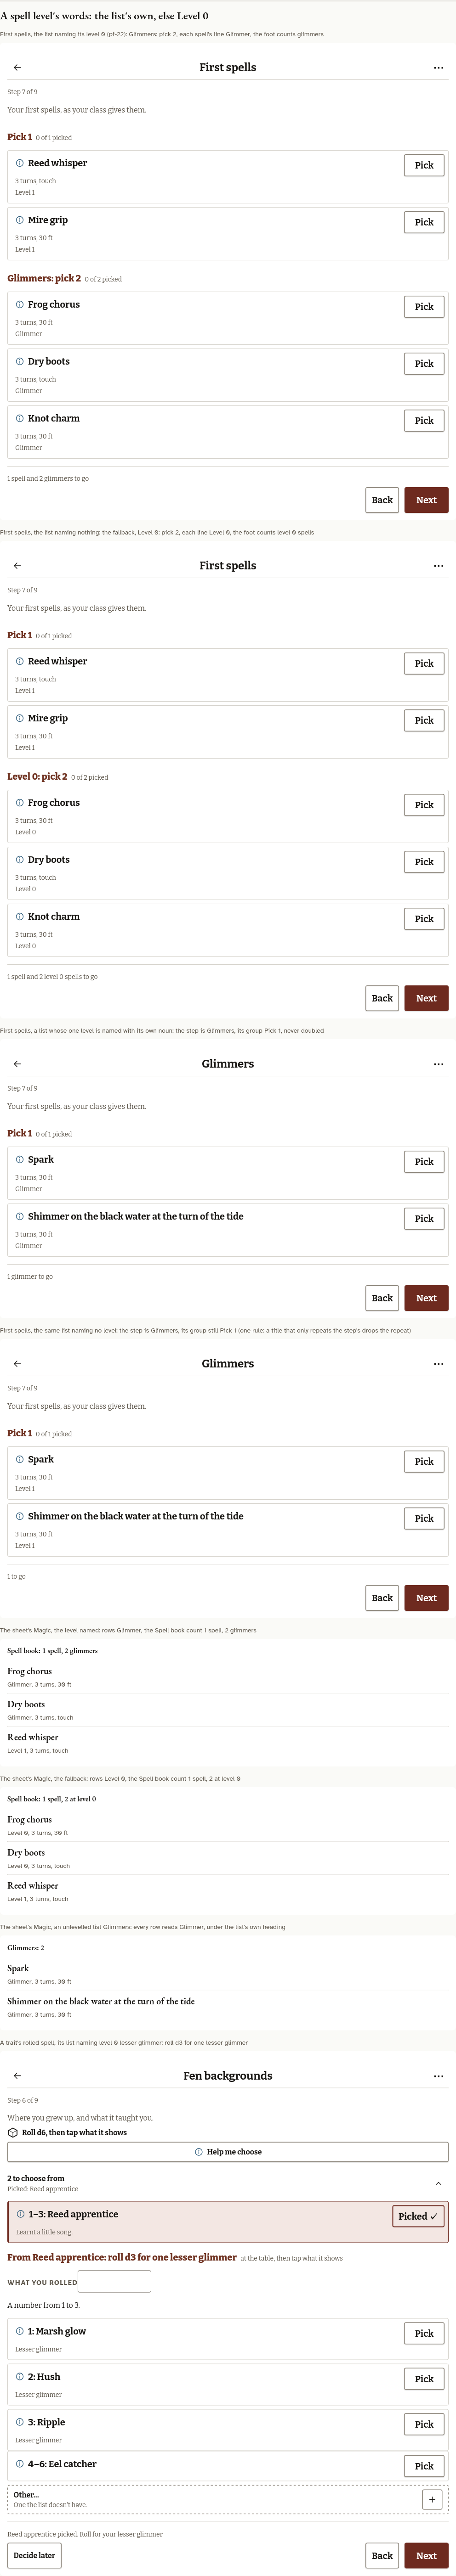 A spell level's words: the list's own, else Level 0
First spells, the list naming its level 0 (pf-22): Glimmers: pick 2, each spell's line Glimmer, the foot counts glimmers
First spells
Step 7 of 9
Your first spells, as your class gives them.
Pick 1 0 of 1 picked
Reed whisper
Pick
3 turns, touch
Level 1
Mire grip
Pick
3 turns, 30 ft
Level 1
Glimmers: pick 2 0 of 2 picked
Frog chorus
Pick
3 turns, 30 ft
Glimmer
Dry boots
Pick
3 turns, touch
Glimmer
Knot charm
Pick
3 turns, 30 ft
Glimmer
1 spell and 2 glimmers to go
Back Next
First spells, the list naming nothing: the fallback, Level 0: pick 2, each line Level 0, the foot counts level 0 spells
First spells
Step 7 of 9
Your first spells, as your class gives them.
Pick 1 0 of 1 picked
Reed whisper
Pick
3 turns, touch
Level 1
Mire grip
Pick
3 turns, 30 ft
Level 1
Level 0: pick 2 0 of 2 picked
Frog chorus
Pick
3 turns, 30 ft
Level 0
Dry boots
Pick
3 turns, touch
Level 0
Knot charm
Pick
3 turns, 30 ft
Level 0
1 spell and 2 level 0 spells to go
Back Next
First spells, a list whose one level is named with its own noun: the step is Glimmers, its group Pick 1, never doubled
Glimmers
Step 7 of 9
Your first spells, as your class gives them.
Pick 1 0 of 1 picked
Spark
Pick
3 turns, 30 ft
Glimmer
Shimmer on the black water at the turn of the tide
Pick
3 turns, 30 ft
Glimmer
1 glimmer to go
Back Next
First spells, the same list naming no level: the step is Glimmers, its group still Pick 1 (one rule: a title that only repeats the step's drops the repeat)
Glimmers
Step 7 of 9
Your first spells, as your class gives them.
Pick 1 0 of 1 picked
Spark
Pick
3 turns, 30 ft
Level 1
Shimmer on the black water at the turn of the tide
Pick
3 turns, 30 ft
Level 1
1 to go
Back Next
The sheet's Magic, the level named: rows Glimmer, the Spell book count 1 spell, 2 glimmers
Spell book: 1 spell, 2 glimmers
Frog chorus
Glimmer, 3 turns, 30 ft
Dry boots
Glimmer, 3 turns, touch
Reed whisper
Level 1, 3 turns, touch
The sheet's Magic, the fallback: rows Level 0, the Spell book count 1 spell, 2 at level 0
Spell book: 1 spell, 2 at level 0
Frog chorus
Level 0, 3 turns, 30 ft
Dry boots
Level 0, 3 turns, touch
Reed whisper
Level 1, 3 turns, touch
The sheet's Magic, an unlevelled list Glimmers: every row reads Glimmer, under the list's own heading
Glimmers: 2
Spark
Glimmer, 3 turns, 30 ft
Shimmer on the black water at the turn of the tide
Glimmer, 3 turns, 30 ft
A trait's rolled spell, its list naming level 0 lesser glimmer: roll d3 for one lesser glimmer
Fen backgrounds
Step 6 of 9
Where you grew up, and what it taught you.
Roll d6, then tap what it shows
Help me choose
2 to choose from
Picked: Reed apprentice
1–3: Reed apprentice
Picked ✓
Learnt a little song.
From Reed apprentice: roll d3 for one lesser glimmer at the table, then tap what it shows
WHAT YOU ROLLED
A number from 1 to 3.
1: Marsh glow
Pick
Lesser glimmer
2: Hush
Pick
Lesser glimmer
3: Ripple
Pick
Lesser glimmer
4–6: Eel catcher
Pick
Other...
One the list doesn't have.
Reed apprentice picked. Roll for your lesser glimmer
Decide later Back Next